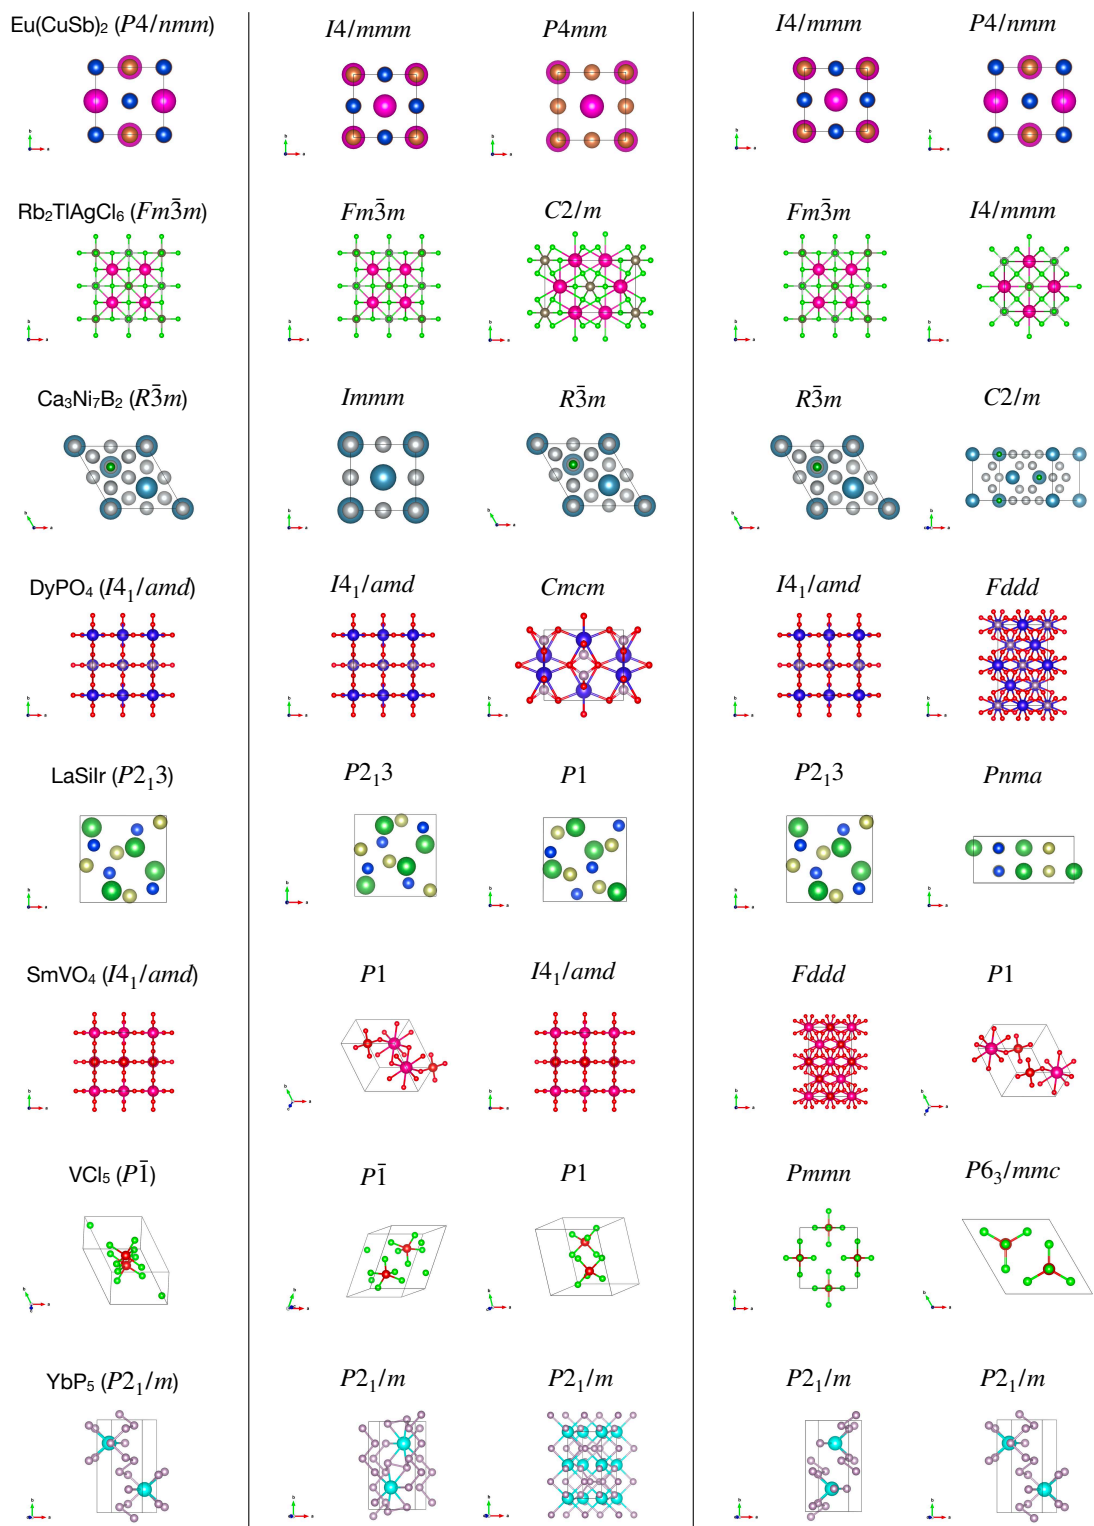 Eu(CuSb)₂ (P4/nmm) I4/mmm P4mm I4/mmm P4/nmm
b a b a b a b a b a
Rb₂TlAgCl₆ (Fm3̅m) Fm3̅m C2/m Fm3̅m I4/mmm
b a b a b a b a b a
Ca₃Ni₇B₂ (R3̅m) Immm R3̅m R3̅m C2/m
b a b a b a b a b a
DyPO₄ (I4₁/amd) I4₁/amd Cmcm I4₁/amd Fddd
b a b a b a b a b a
LaSiIr (P2₁3) P2₁3 P1 P2₁3 Pnma
b a b a b a b a b a
SmVO₄ (I4₁/amd) P1 I4₁/amd Fddd P1
b a b c a b a b a b c a
VCl₅ (P1̅) P1̅ P1 Pmmn P6₃/mmc
b a b a b a b a b a
YbP₅ (P2₁/m) P2₁/m P2₁/m P2₁/m P2₁/m
b a b a b a b a b a